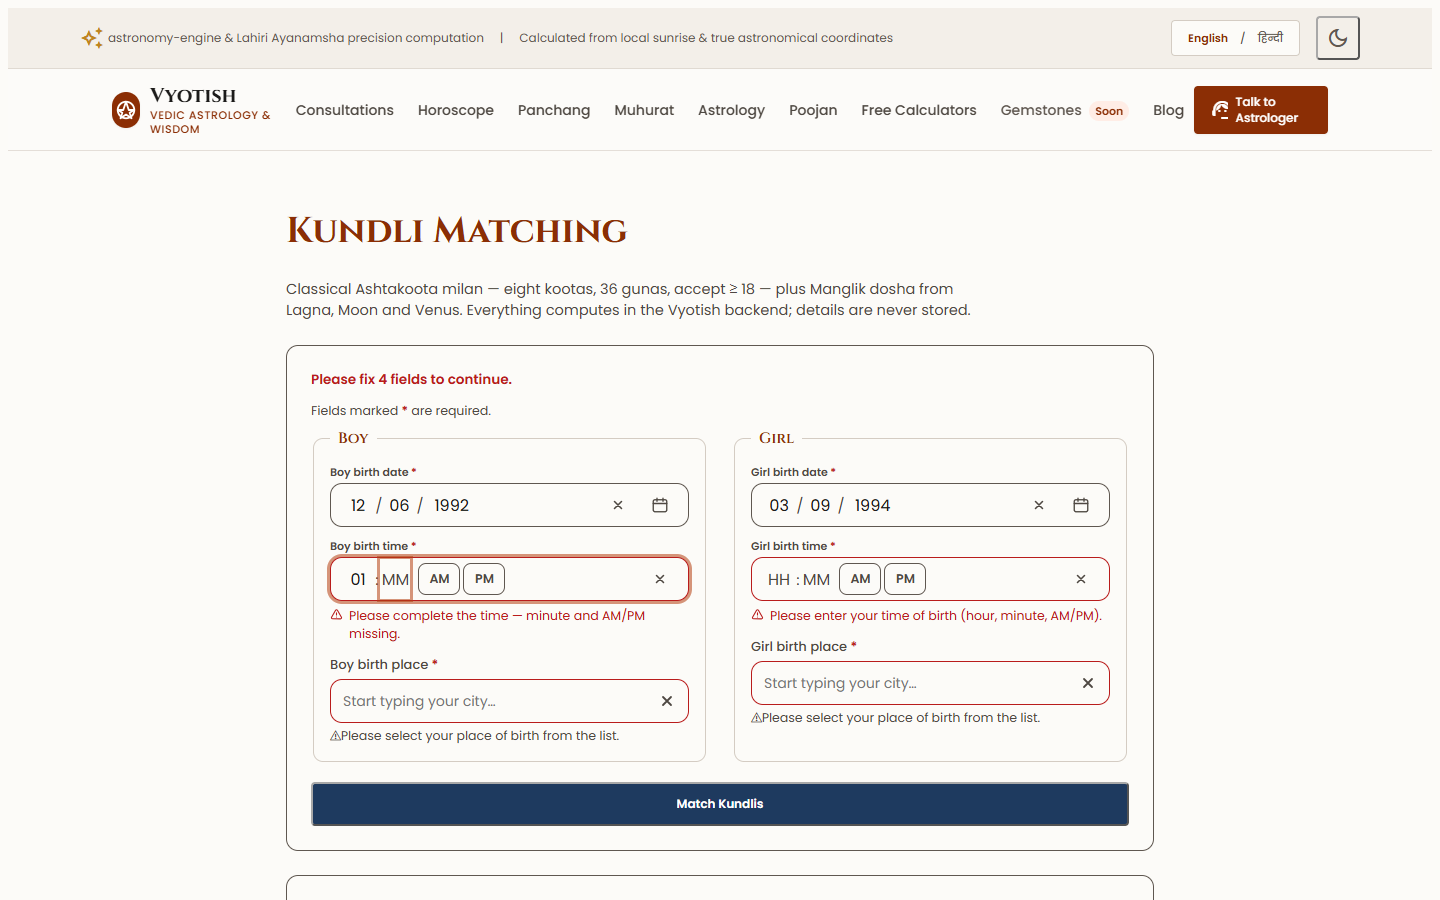 astronomy-engine & Lahiri Ayanamsha precision computation | Calculated from local sunrise & true astronomical coordinates English / हिन्दी
Vyotish
VEDIC ASTROLOGY & WISDOM
Consultations Horoscope Panchang Muhurat Astrology Poojan Free Calculators Gemstones Soon Blog
Talk to Astrologer
Kundli Matching
Classical Ashtakoota milan — eight kootas, 36 gunas, accept ≥ 18 — plus Manglik dosha from
Lagna, Moon and Venus. Everything computes in the Vyotish backend; details are never stored.
Please fix 4 fields to continue.
Fields marked * are required.
Boy
Boy birth date *
12 / 06 / 1992
Boy birth time *
01 : MM AM PM
Please complete the time — minute and AM/PM
missing.
Boy birth place *
Start typing your city...
Please select your place of birth from the list.
Girl
Girl birth date *
03 / 09 / 1994
Girl birth time *
HH : MM AM PM
Please enter your time of birth (hour, minute, AM/PM).
Girl birth place *
Start typing your city...
Please select your place of birth from the list.
Match Kundlis